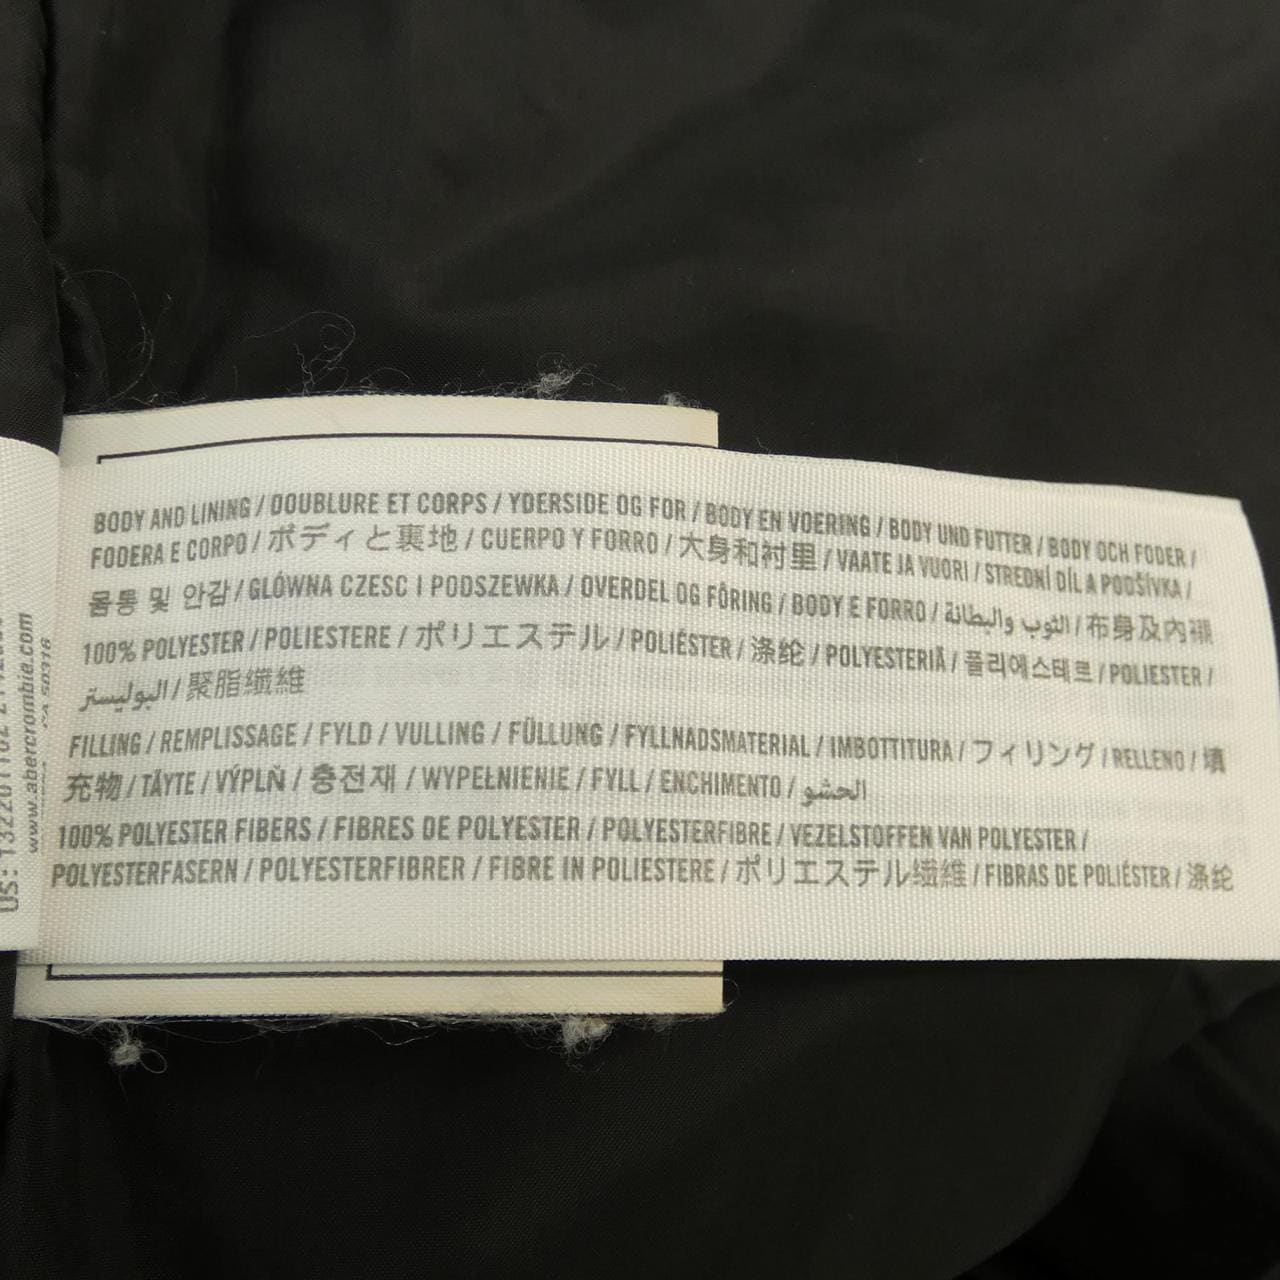 BODY AND LINING / DOUBLURE ET CORPS / YDERSIDE OG FOR / BODY EN VOERING / BODY UND FUTTER / BODY OCH FODER /
FODERA E CORPO / ボディと裏地 / CUERPO Y FORRO / 大身和衬里 / VAATE JA VUORI / STREDNÍ DÍL A PODŠÍVKA /
몸통 및 안감 / GLÓWNA CZESC I PODSZEWKA / OVERDEL OG FÔRING / BODY E FORRO / الثوب والبطانة / 布身及內襯
100% POLYESTER / POLIESTERE / ポリエステル / POLIÉSTER / 涤纶 / POLYESTERIÄ / 폴리에스테르 / POLIESTER /
البوليستر / 聚脂纖維
FILLING / REMPLISSAGE / FYLD / VULLING / FÜLLUNG / FYLLNADSMATERIAL / IMBOTTITURA / フィリング / RELLENO / 填
充物 / TÄYTE / VÝPLŇ / 충전재 / WYPEŁNIENIE / FYLL / ENCHIMENTO / الحشو
100% POLYESTER FIBERS / FIBRES DE POLYESTER / POLYESTERFIBRE / VEZELSTOFFEN VAN POLYESTER /
POLYESTERFASERN / POLYESTERFIBRER / FIBRE IN POLIESTERE / ポリエステル繊維 / FIBRAS DE POLIÉSTER / 涤纶
www.abercrombie.com
US: